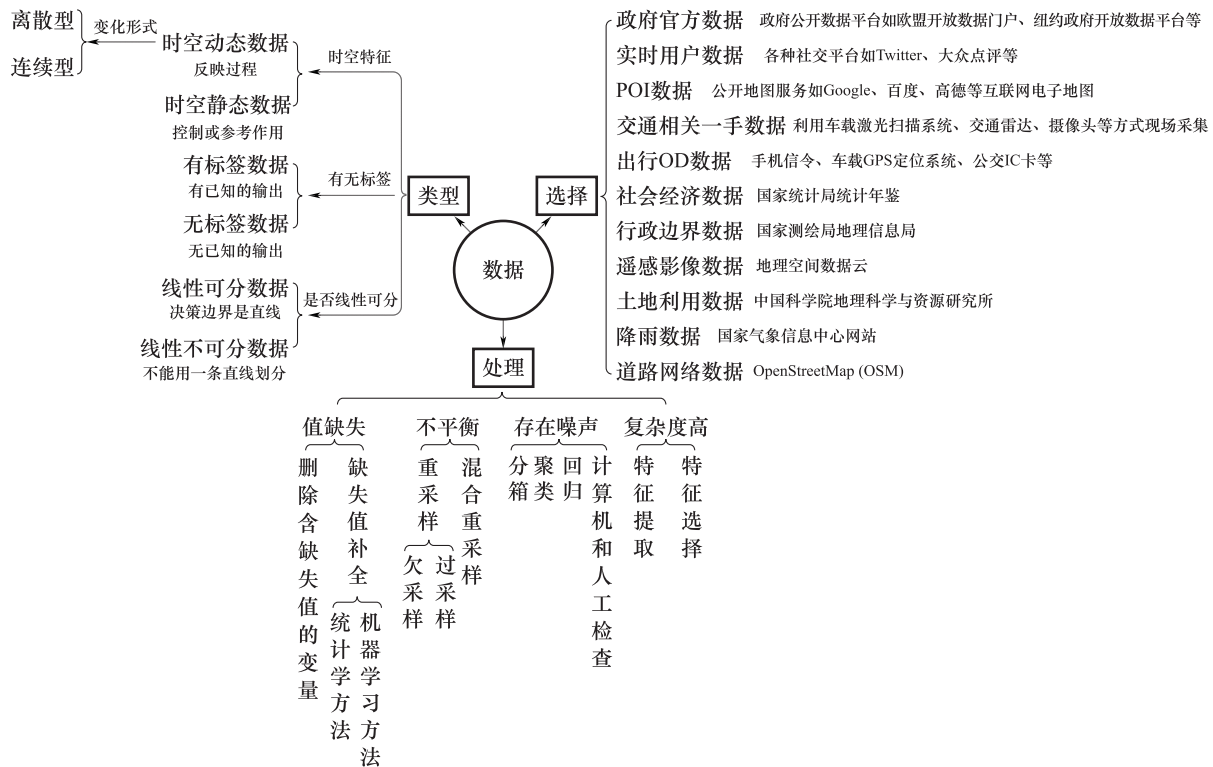 离散型
连续型
变化形式
时空动态数据
反映过程
时空静态数据
控制或参考作用
时空特征
有标签数据
有已知的输出
无标签数据
无已知的输出
有无标签
线性可分数据
决策边界是直线
线性不可分数据
不能用一条直线划分
是否线性可分
类型
数据
选择
政府官方数据 政府公开数据平台如欧盟开放数据门户、纽约政府开放数据平台等
实时用户数据 各种社交平台如Twitter、大众点评等
POI数据 公开地图服务如Google、百度、高德等互联网电子地图
交通相关一手数据 利用车载激光扫描系统、交通雷达、摄像头等方式现场采集
出行OD数据 手机信令、车载GPS定位系统、公交IC卡等
社会经济数据 国家统计局统计年鉴
行政边界数据 国家测绘局地理信息局
遥感影像数据 地理空间数据云
土地利用数据 中国科学院地理科学与资源研究所
降雨数据 国家气象信息中心网站
道路网络数据 OpenStreetMap (OSM)
处理
值缺失
删除含缺失值的变量
缺失值补全
统计学方法
机器学习方法
不平衡
重采样
欠采样
过采样
混合重采样
存在噪声
分箱
聚类
回归
计算机和人工检查
复杂度高
特征提取
特征选择